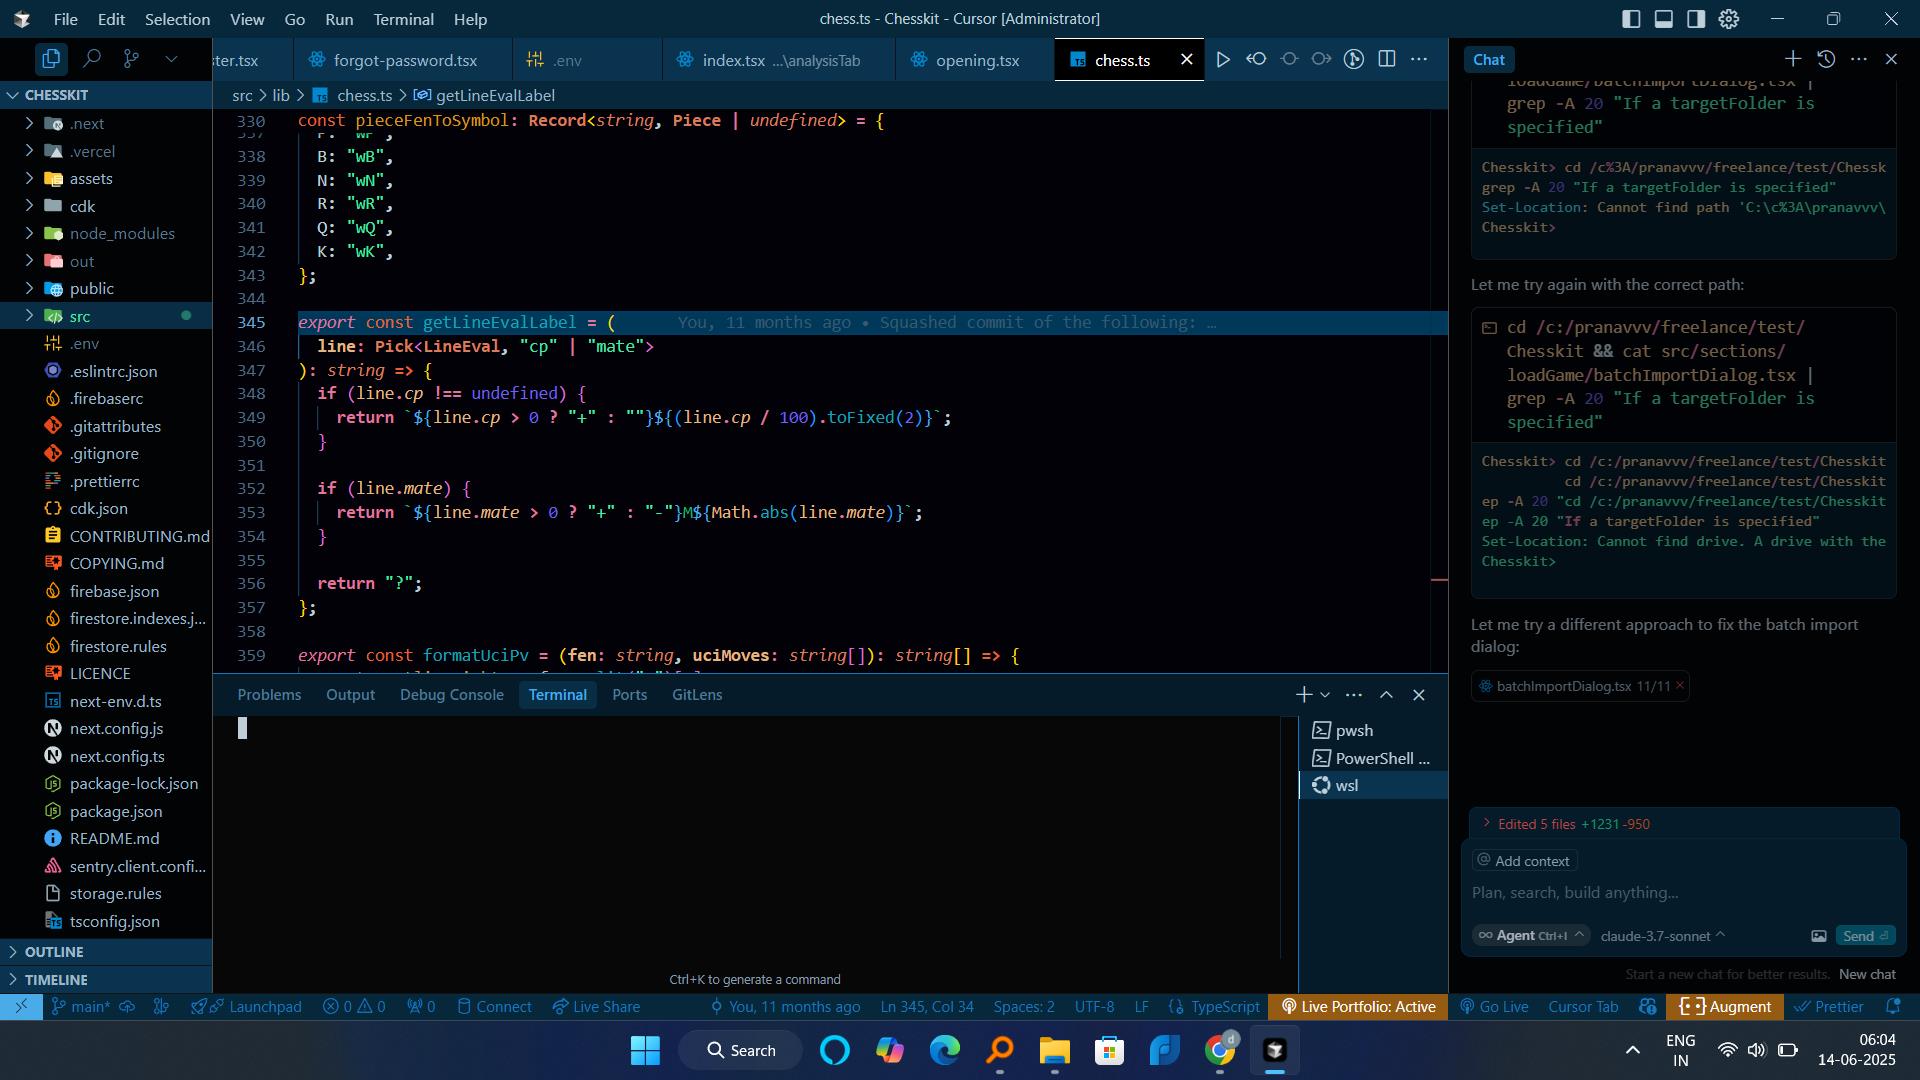 File Edit Selection View Go Run Terminal Help
chess.ts - Chesskit - Cursor [Administrator]
ster.tsx
forgot-password.tsx
.env
index.tsx ...\analysisTab
opening.tsx
chess.ts
CHESSKIT
.next
.vercel
assets
cdk
node_modules
out
public
src
.env
.eslintrc.json
.firebaserc
.gitattributes
.gitignore
.prettierrc
cdk.json
CONTRIBUTING.md
COPYING.md
firebase.json
firestore.indexes.j...
firestore.rules
LICENCE
next-env.d.ts
next.config.js
next.config.ts
package-lock.json
package.json
README.md
sentry.client.confi...
storage.rules
tsconfig.json
OUTLINE
TIMELINE
src > lib > chess.ts > getLineEvalLabel
330 const pieceFenToSymbol: Record<string, Piece | undefined> = {
337 P: "wP",
338 B: "wB",
339 N: "wN",
340 R: "wR",
341 Q: "wQ",
342 K: "wK",
343 };
344
345 export const getLineEvalLabel = ( You, 11 months ago • Squashed commit of the following: …
346 line: Pick<LineEval, "cp" | "mate">
347 ): string => {
348 if (line.cp !== undefined) {
349 return `${line.cp > 0 ? "+" : ""}${(line.cp / 100).toFixed(2)}`;
350 }
351
352 if (line.mate) {
353 return `${line.mate > 0 ? "+" : "-"}M${Math.abs(line.mate)}`;
354 }
355
356 return "?";
357 };
358
359 export const formatUciPv = (fen: string, uciMoves: string[]): string[] => {
Problems Output Debug Console Terminal Ports GitLens
pwsh
PowerShell ...
wsl
Ctrl+K to generate a command
Chat
loadGame/batchImportDialog.tsx |
grep -A 20 "If a targetFolder is
specified"
Chesskit> cd /c%3A/pranavvv/freelance/test/Chessk
grep -A 20 "If a targetFolder is specified"
Set-Location: Cannot find path 'C:\c%3A\pranavvv\
Chesskit>
Let me try again with the correct path:
cd /c:/pranavvv/freelance/test/
Chesskit && cat src/sections/
loadGame/batchImportDialog.tsx |
grep -A 20 "If a targetFolder is
specified"
Chesskit> cd /c:/pranavvv/freelance/test/Chesskit
cd /c:/pranavvv/freelance/test/Chesskit
ep -A 20 "cd /c:/pranavvv/freelance/test/Chesskit
ep -A 20 "If a targetFolder is specified"
Set-Location: Cannot find drive. A drive with the
Chesskit>
Let me try a different approach to fix the batch import
dialog:
batchImportDialog.tsx 11/11
Edited 5 files +1231 -950
@ Add context
Plan, search, build anything...
Agent Ctrl+I claude-3.7-sonnet Send
Start a new chat for better results. New chat
main* Launchpad 0 0 0 Connect Live Share You, 11 months ago Ln 345, Col 34 Spaces: 2 UTF-8 LF TypeScript Live Portfolio: Active Go Live Cursor Tab Augment Prettier
Search
d
ENG
IN
06:04
14-06-2025